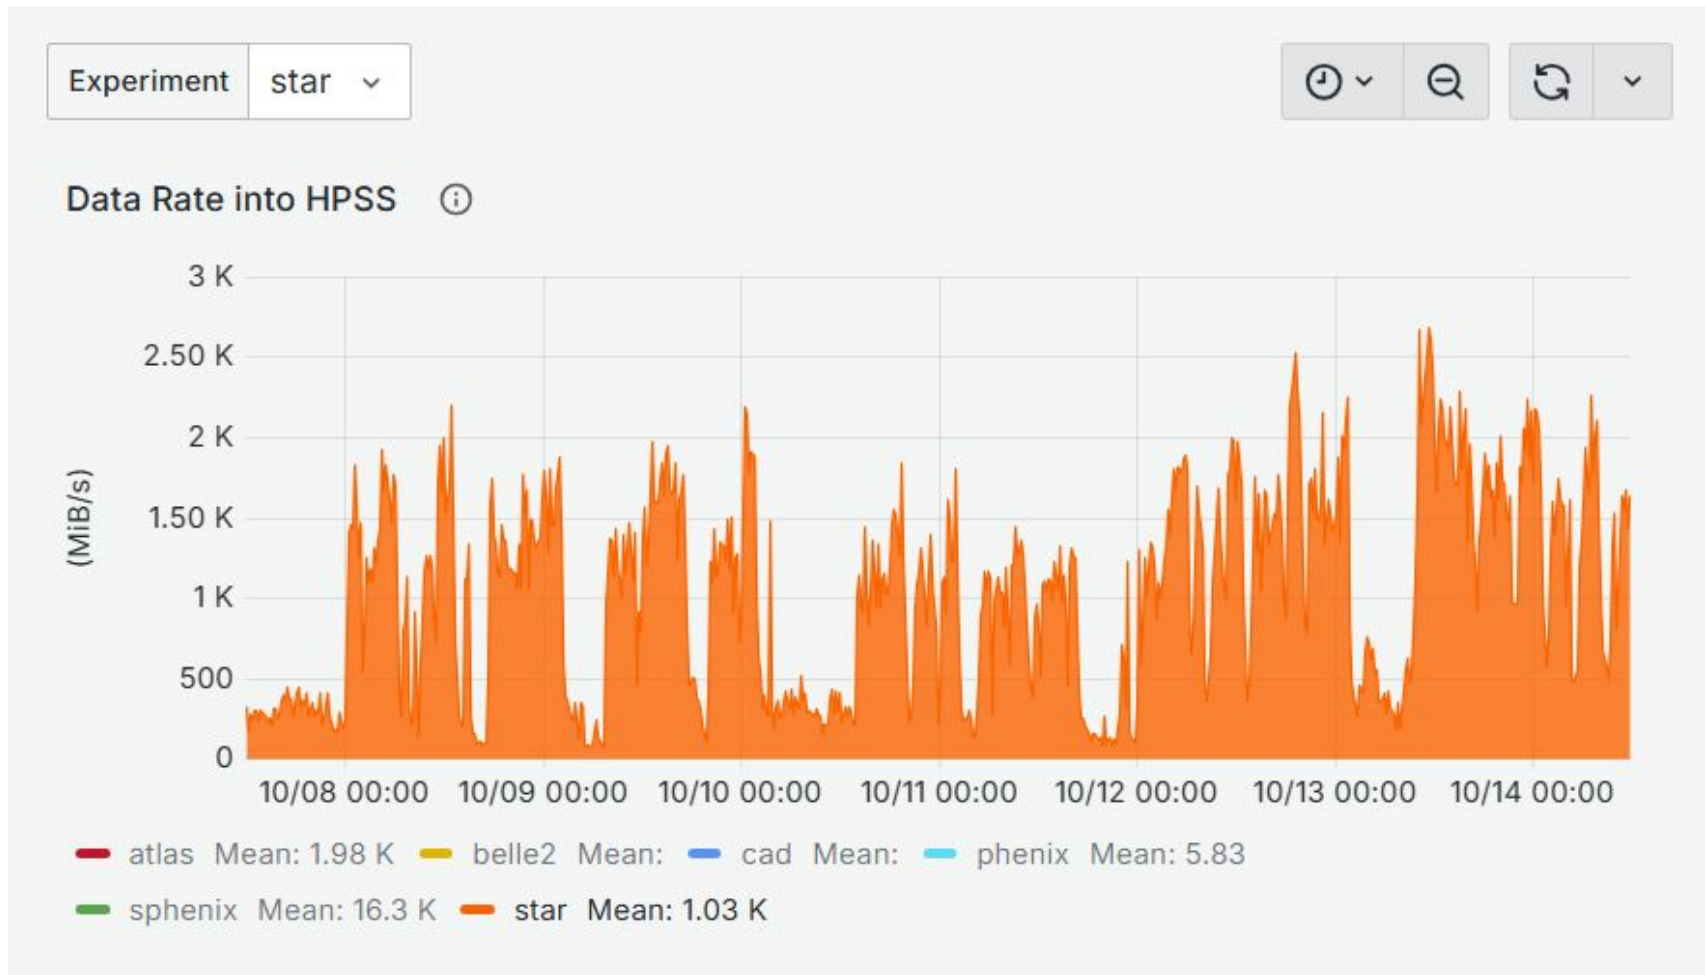 Experiment star
Data Rate into HPSS
3 K
2.50 K
2 K
1.50 K
1 K
500
0
(MiB/s)
10/08 00:00 10/09 00:00 10/10 00:00 10/11 00:00 10/12 00:00 10/13 00:00 10/14 00:00
atlas Mean: 1.98 K belle2 Mean: cad Mean: phenix Mean: 5.83
sphenix Mean: 16.3 K star Mean: 1.03 K